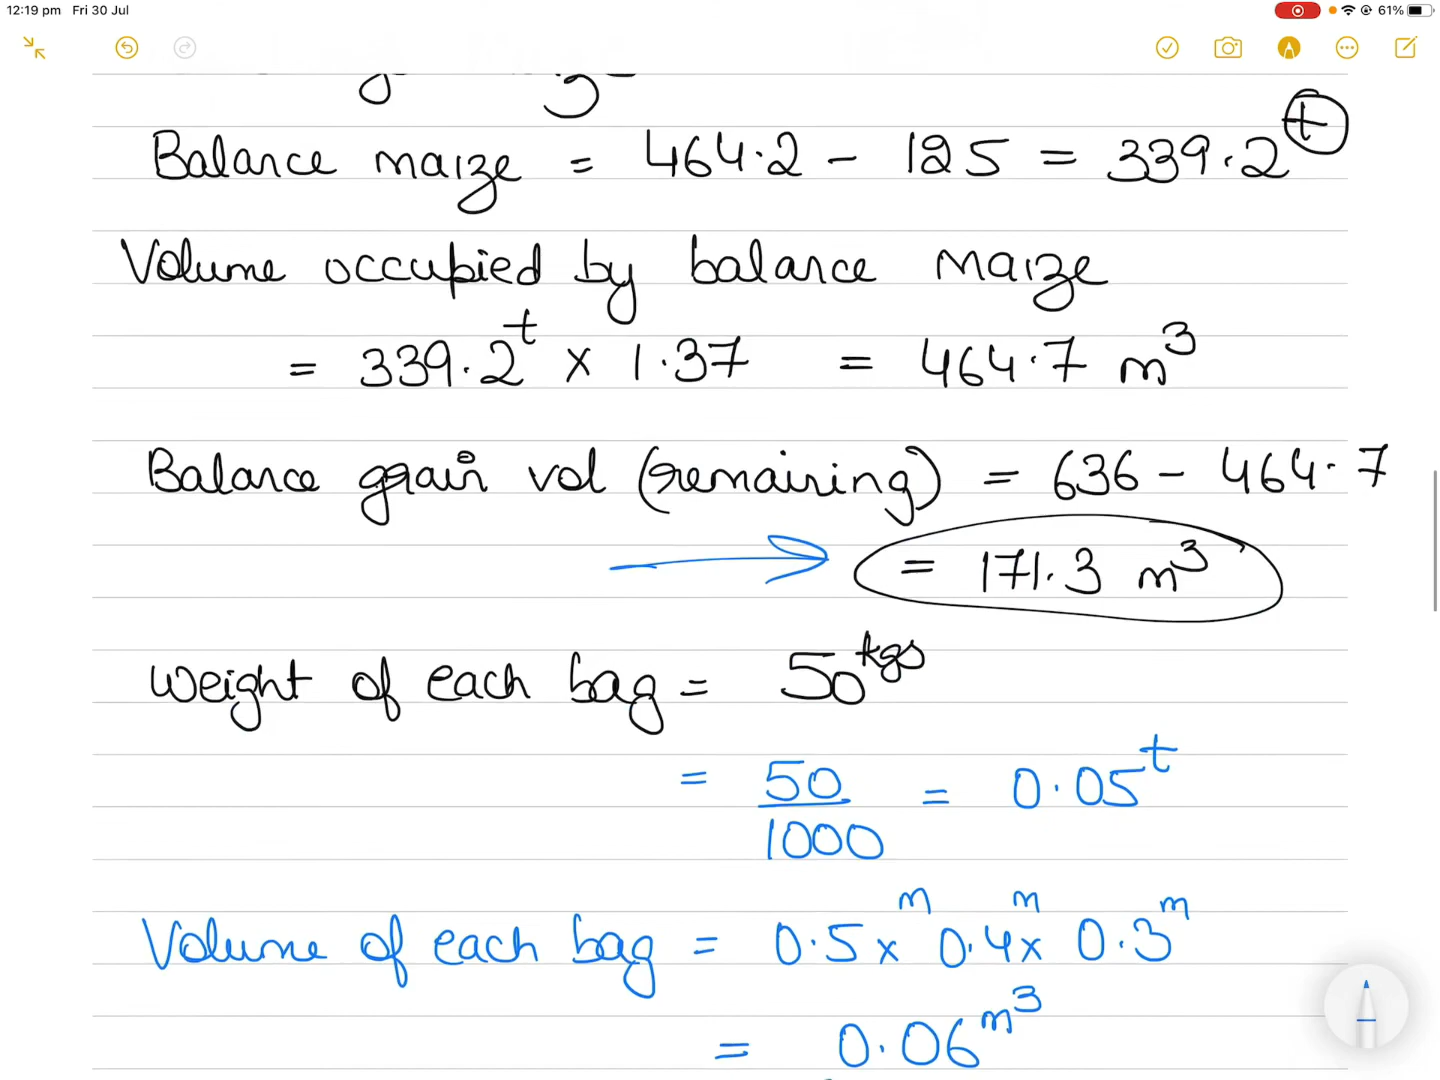 12:19 pm Fri 30 Jul 61%
Balance maize = 464.2 - 125 = 339.2 t
Volume occupied by balance maize
= 339.2 t × 1.37 = 464.7 m³
Balance grain vol (remaining) = 636 - 464.7
= 171.3 m³
Weight of each bag = 50 kgs
= 50/1000 = 0.05 t
Volume of each bag = 0.5 m × 0.4 m × 0.3 m
= 0.06 m³